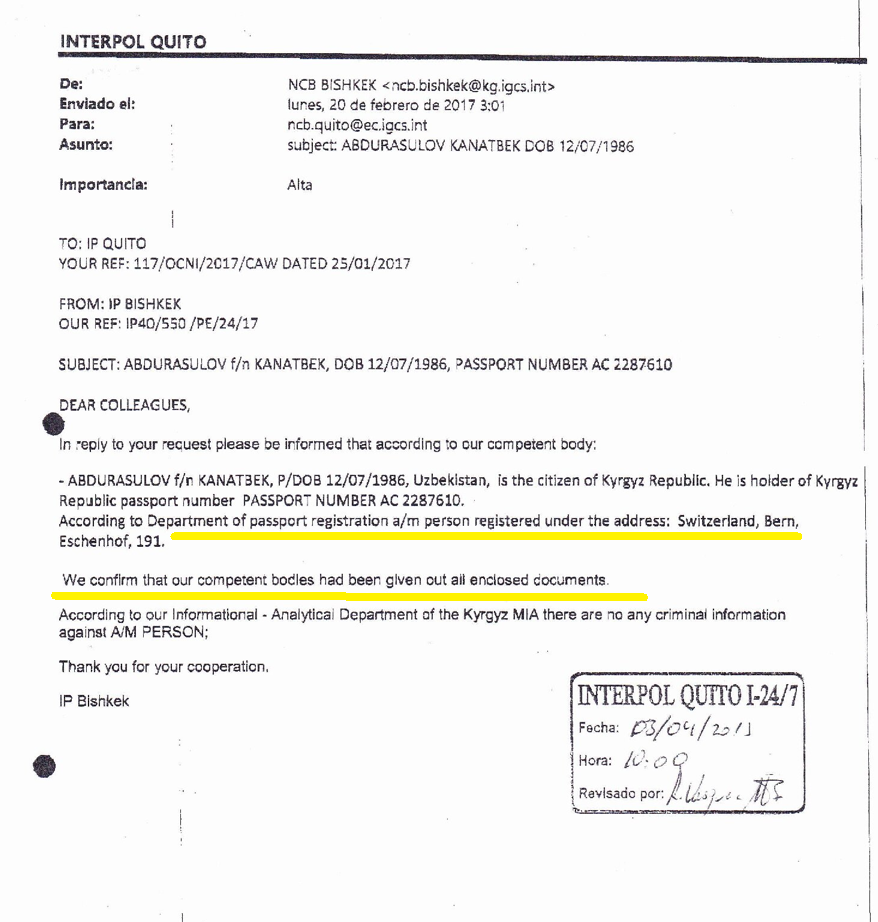 INTERPOL QUITO
De: NCB BISHKEK <ncb.bishkek@kg.igcs.int>
Enviado el: lunes, 20 de febrero de 2017 3:01
Para: ncb.quito@ec.igcs.int
Asunto: subject: ABDURASULOV KANATBEK DOB 12/07/1986
Importancia: Alta
TO: IP QUITO
YOUR REF: 117/OCNI/2017/CAW DATED 25/01/2017
FROM: IP BISHKEK
OUR REF: IP40/550 /PE/24/17
SUBJECT: ABDURASULOV f/n KANATBEK, DOB 12/07/1986, PASSPORT NUMBER AC 2287610
DEAR COLLEAGUES,
In reply to your request please be informed that according to our competent body:
- ABDURASULOV f/n KANATBEK, P/DOB 12/07/1986, Uzbekistan, is the citizen of Kyrgyz Republic. He is holder of Kyrgyz
Republic passport number PASSPORT NUMBER AC 2287610.
According to Department of passport registration a/m person registered under the address: Switzerland, Bern,
Eschenhof, 191.
We confirm that our competent bodies had been given out all enclosed documents.
According to our Informational - Analytical Department of the Kyrgyz MIA there are no any criminal information
against A/M PERSON;
Thank you for your cooperation.
IP Bishkek
INTERPOL QUITO I-24/7
Fecha: 03/04/
Hora: 10:00
Revisado por: